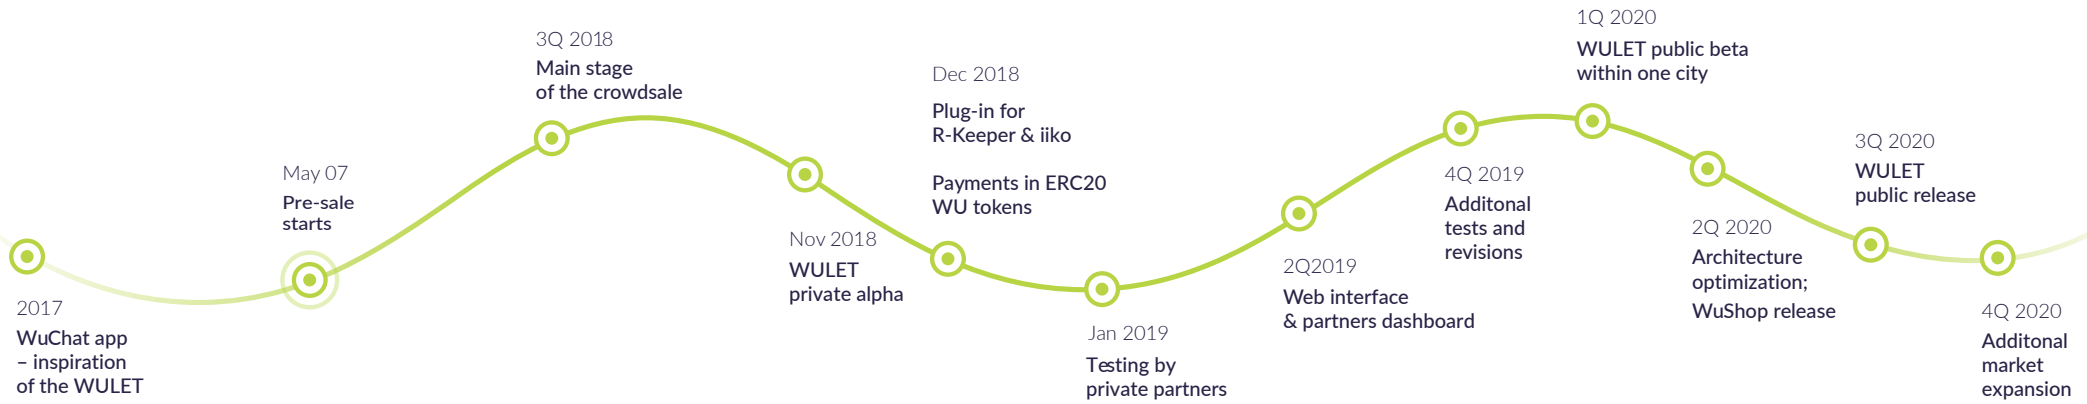 2017
WuChat app
– inspiration
of the WULET
May 07
Pre-sale
starts
3Q 2018
Main stage
of the crowdsale
Nov 2018
WULET
private alpha
Dec 2018
Plug-in for
R-Keeper & iiko
Payments in ERC20
WU tokens
Jan 2019
Testing by
private partners
2Q2019
Web interface
& partners dashboard
4Q 2019
Additonal
tests and
revisions
1Q 2020
WULET public beta
within one city
2Q 2020
Architecture
optimization;
WuShop release
3Q 2020
WULET
public release
4Q 2020
Additonal
market
expansion